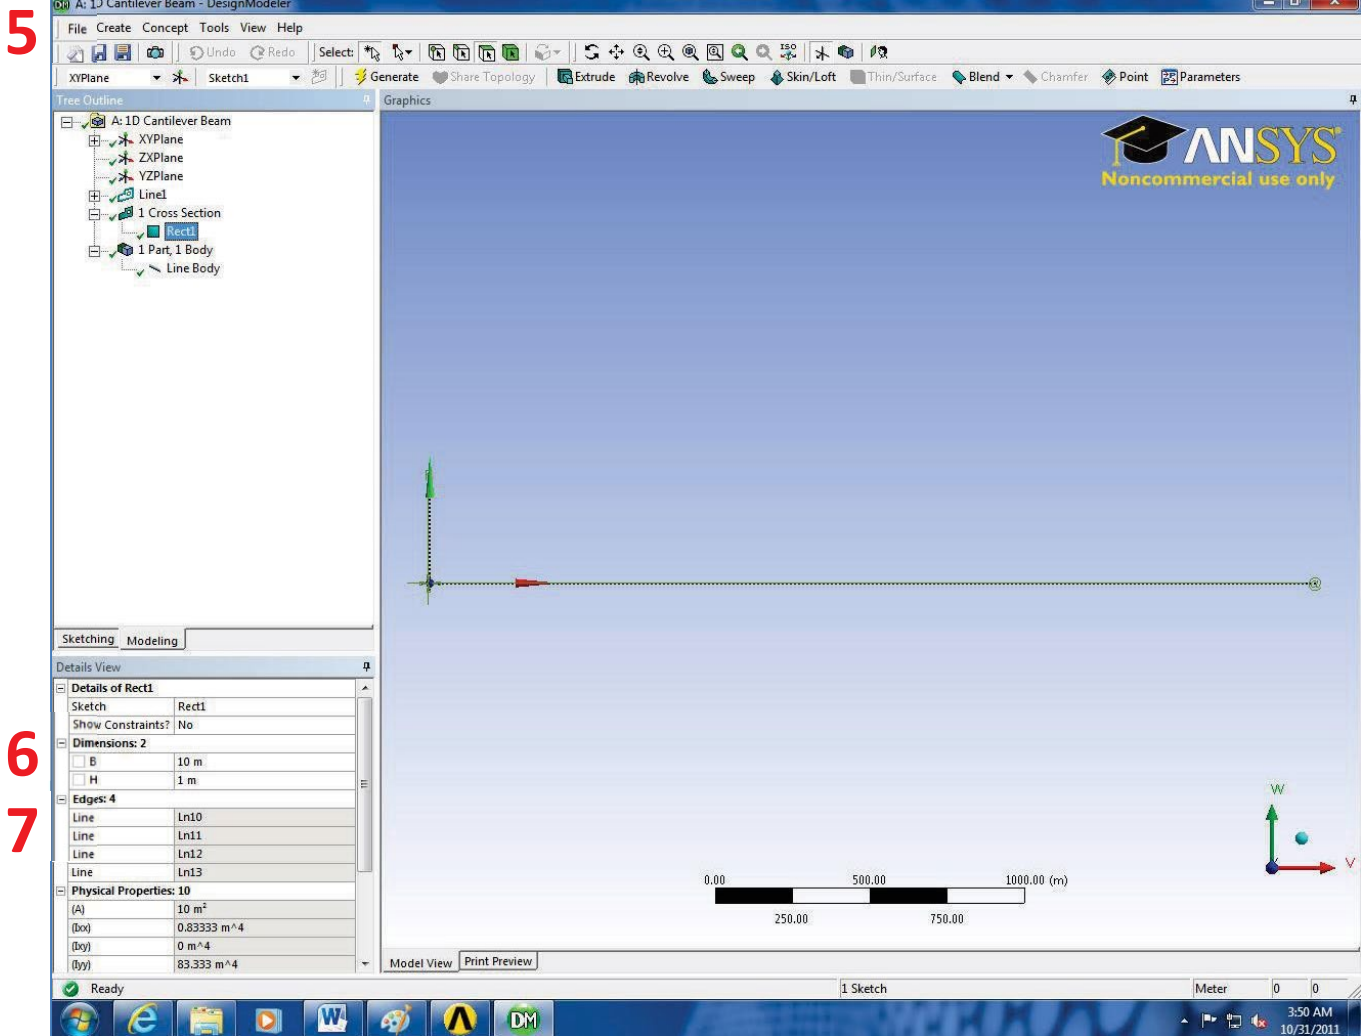 5
A: 1D Cantilever Beam - DesignModeler
File Create Concept Tools View Help
Undo Redo Select: ISO
XYPlane Sketch1 Generate Share Topology Extrude Revolve Sweep Skin/Loft Thin/Surface Blend Chamfer Point Parameters
Tree Outline Graphics
A: 1D Cantilever Beam
XYPlane
ZXPlane
YZPlane
Line1
1 Cross Section
Rect1
1 Part, 1 Body
Line Body
ANSYS
Noncommercial use only
Sketching Modeling
Details View
Details of Rect1
Sketch Rect1
Show Constraints? No
6
Dimensions: 2
B 10 m
H 1 m
7
Edges: 4
Line Ln10
Line Ln11
Line Ln12
Line Ln13
Physical Properties: 10
(A) 10 m²
(Ixx) 0.83333 m^4
(Ixy) 0 m^4
(Iyy) 83.333 m^4
W
V
0.00 500.00 1000.00 (m)
250.00 750.00
Model View Print Preview
Ready 1 Sketch Meter 0 0
W DM
3:50 AM
10/31/2011